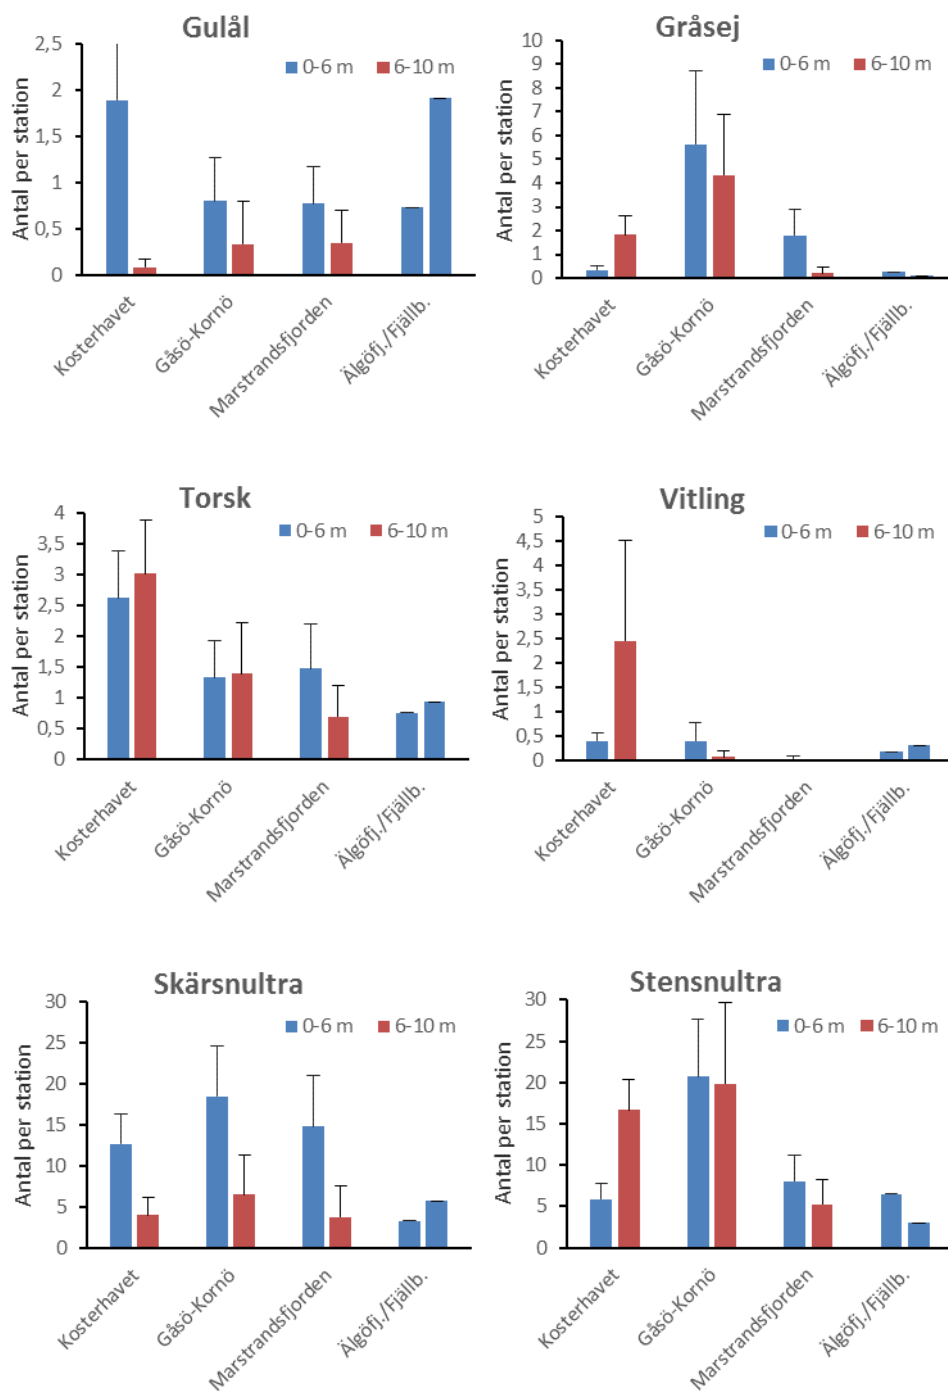 Gulål
0-6 m 6-10 m
Antal per station
2,5
2
1,5
1
0,5
0
Kosterhavet
Gåsö-Kornö
Marstrandsfjorden
Älgöfj./Fjällb.
Gråsej
0-6 m 6-10 m
Antal per station
10
9
8
7
6
5
4
3
2
1
0
Kosterhavet
Gåsö-Kornö
Marstrandsfjorden
Älgöfj./Fjällb.
Torsk
0-6 m 6-10 m
Antal per station
4
3,5
3
2,5
2
1,5
1
0,5
0
Kosterhavet
Gåsö-Kornö
Marstrandsfjorden
Älgöfj./Fjällb.
Vitling
0-6 m 6-10 m
Antal per station
5
4,5
4
3,5
3
2,5
2
1,5
1
0,5
0
Kosterhavet
Gåsö-Kornö
Marstrandsfjorden
Älgöfj./Fjällb.
Skärsnultra
0-6 m 6-10 m
Antal per station
30
25
20
15
10
5
0
Kosterhavet
Gåsö-Kornö
Marstrandsfjorden
Älgöfj./Fjällb.
Stensnultra
0-6 m 6-10 m
Antal per station
30
25
20
15
10
5
0
Kosterhavet
Gåsö-Kornö
Marstrandsfjorden
Älgöfj./Fjällb.